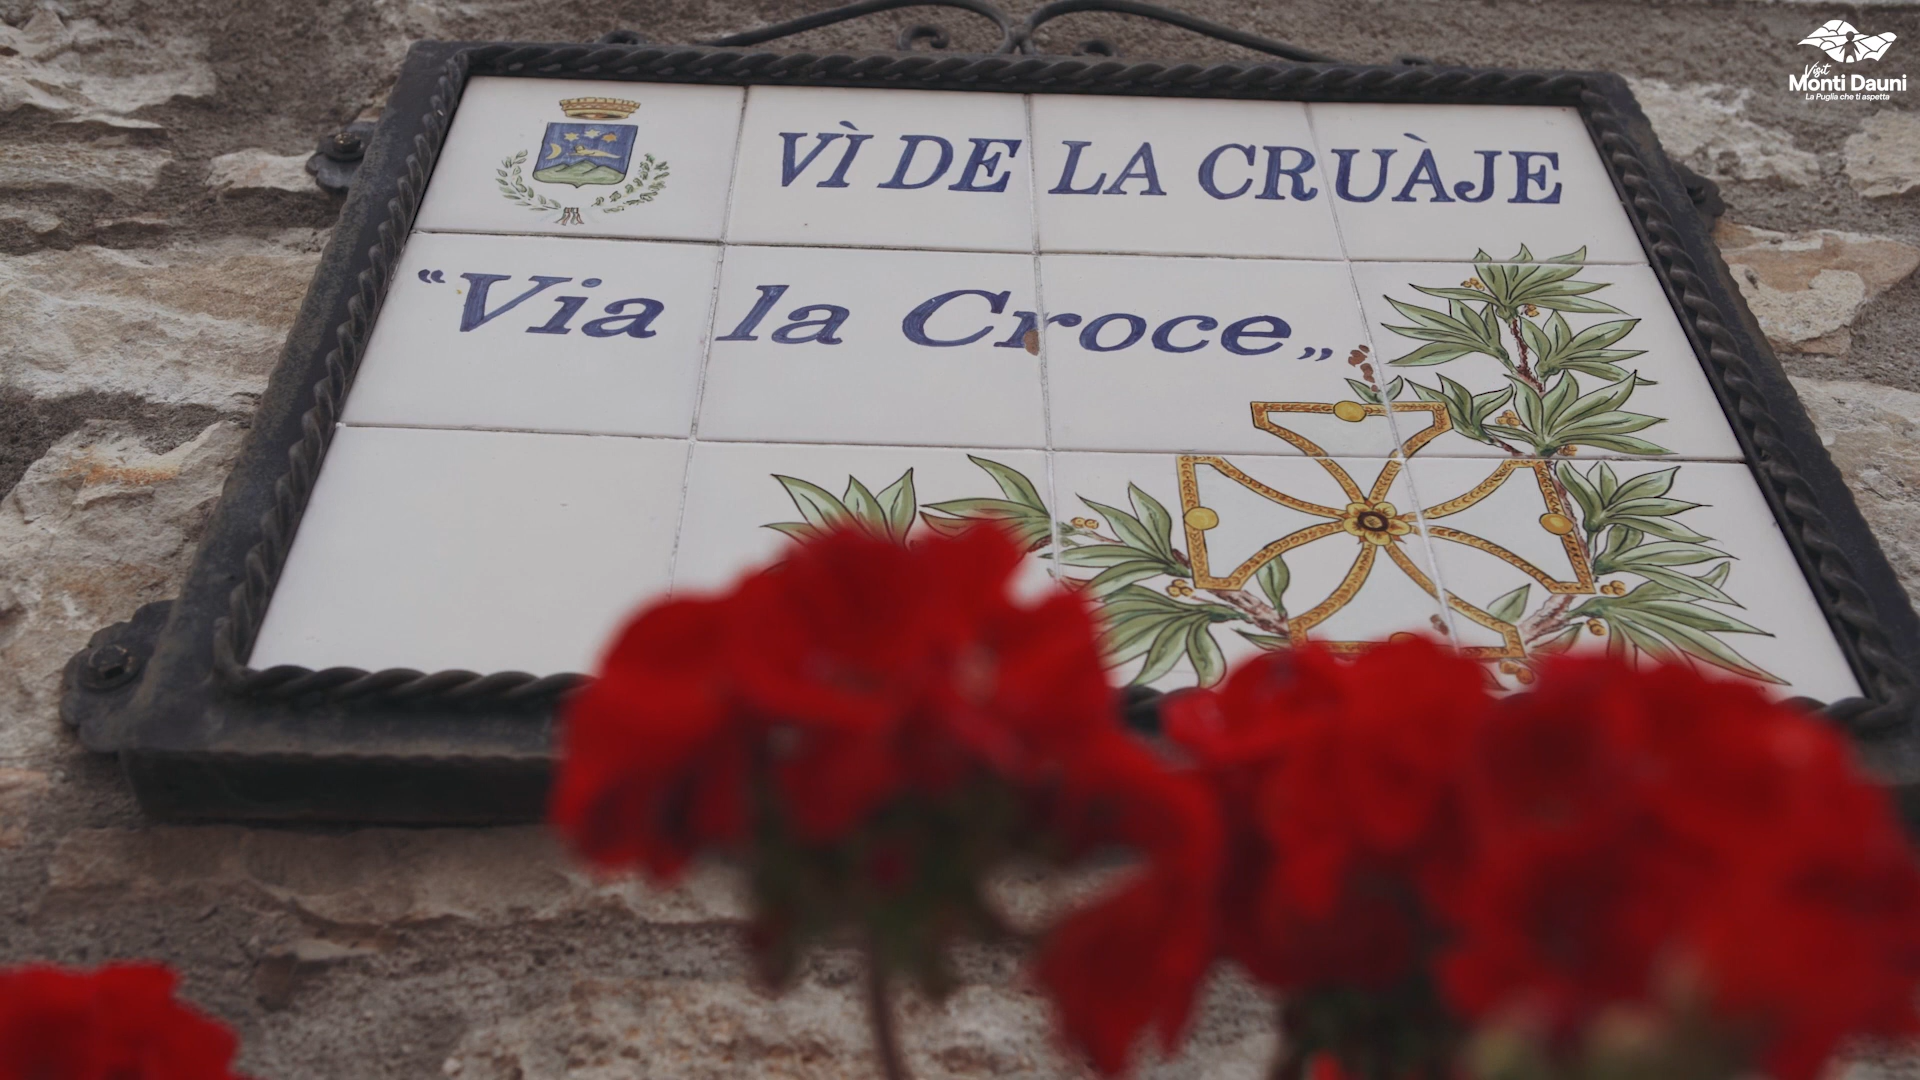 VÌ DE LA CRUÀJE
“Via la Croce„
Visit
Monti Dauni
La Puglia che ti aspetta